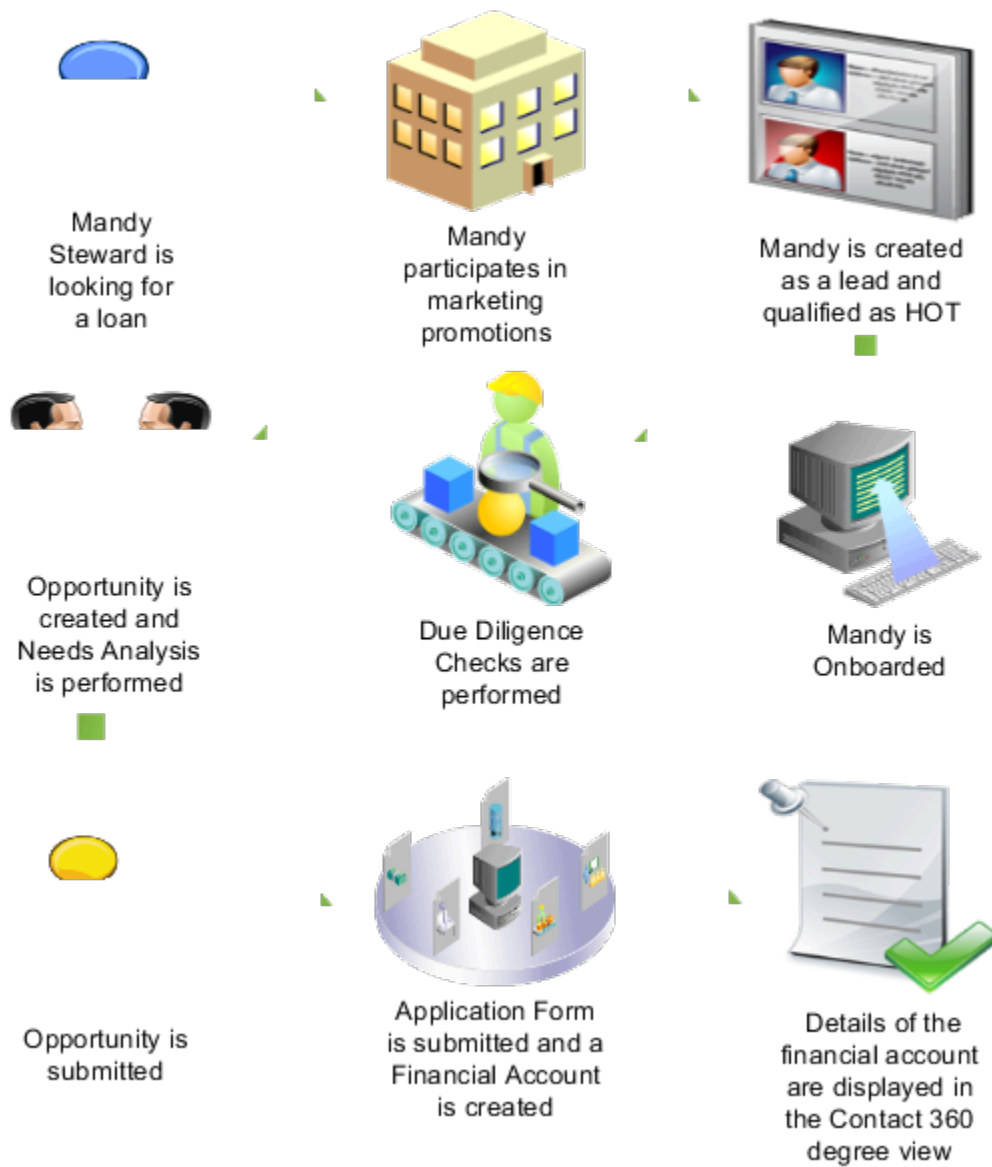 Mandy
Steward is
looking for
a loan
Mandy
participates in
marketing
promotions
Mandy is created
as a lead and
qualified as HOT
Opportunity is
created and
Needs Analysis
is performed
Due Diligence
Checks are
performed
Mandy is
Onboarded
Opportunity is
submitted
Application Form
is submitted and a
Financial Account
is created
Details of the
financial account
are displayed in
the Contact 360
degree view